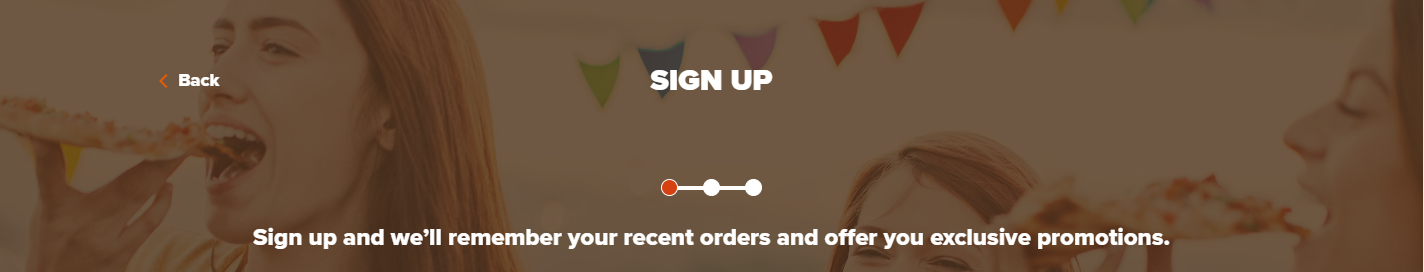 Back
SIGN UP
Sign up and we’ll remember your recent orders and offer you exclusive promotions.